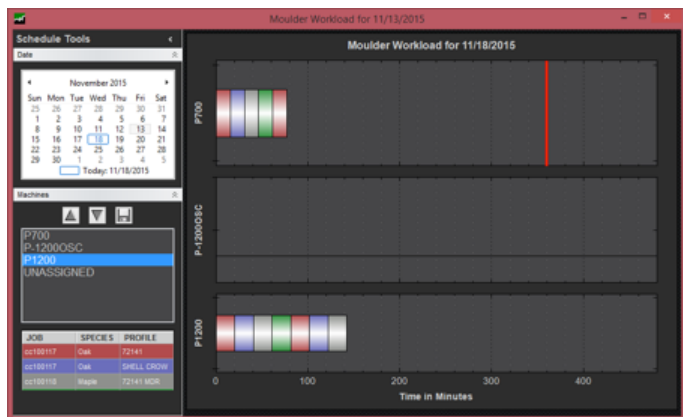 Moulder Workload for 11/13/2015
Schedule Tools
Date
November 2015
Sun Mon Tue Wed Thu Fri Sat
25 26 27 28 29 30 31
1 2 3 4 5 6 7
8 9 10 11 12 13 14
15 16 17 18 19 20 21
22 23 24 25 26 27 28
29 30 1 2 3 4 5
Today: 11/18/2015
Machines
P700
P-1200OSC
P1200
UNASSIGNED
JOB SPECIES PROFILE
cc100117 Oak 72141
cc100117 Oak SHELL CROW
cc100118 Maple 72141 MDR
Moulder Workload for 11/18/2015
P700
P-1200OSC
P1200
0 100 200 300 400
Time in Minutes